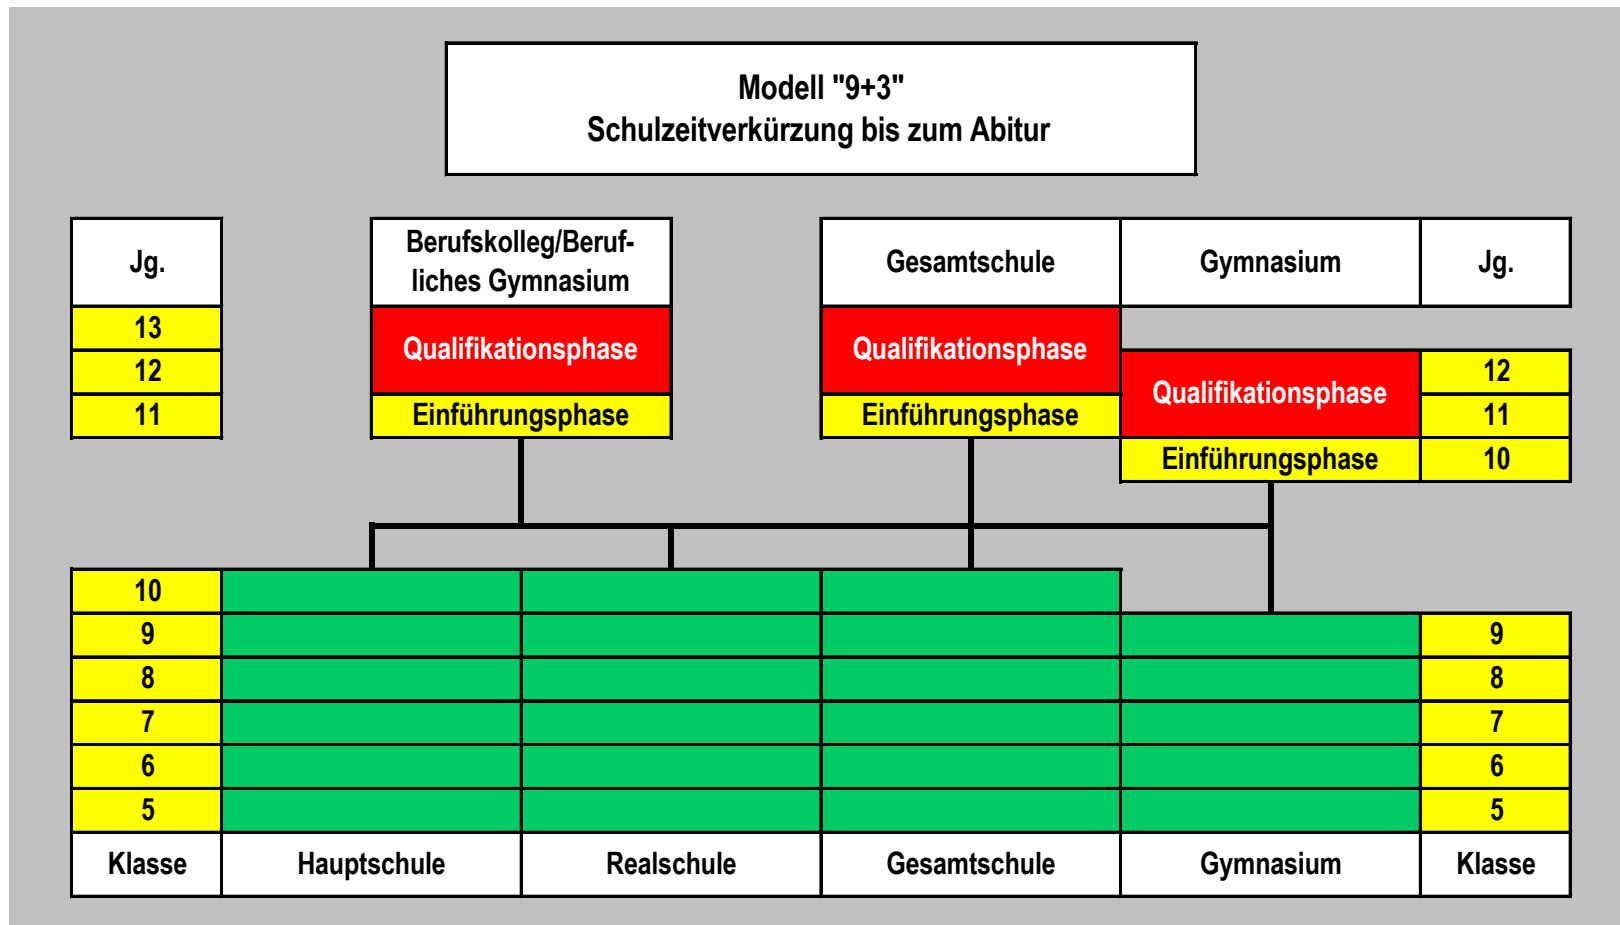 Modell "9+3"
Schulzeitverkürzung bis zum Abitur
Jg.
Berufskolleg/Beruf-
liches Gymnasium
Gesamtschule
Gymnasium
Jg.
13
12
11
Qualifikationsphase
Einführungsphase
Qualifikationsphase
Einführungsphase
Qualifikationsphase
Einführungsphase
12
11
10
10
9
8
7
6
5
9
8
7
6
5
Klasse
Hauptschule
Realschule
Gesamtschule
Gymnasium
Klasse